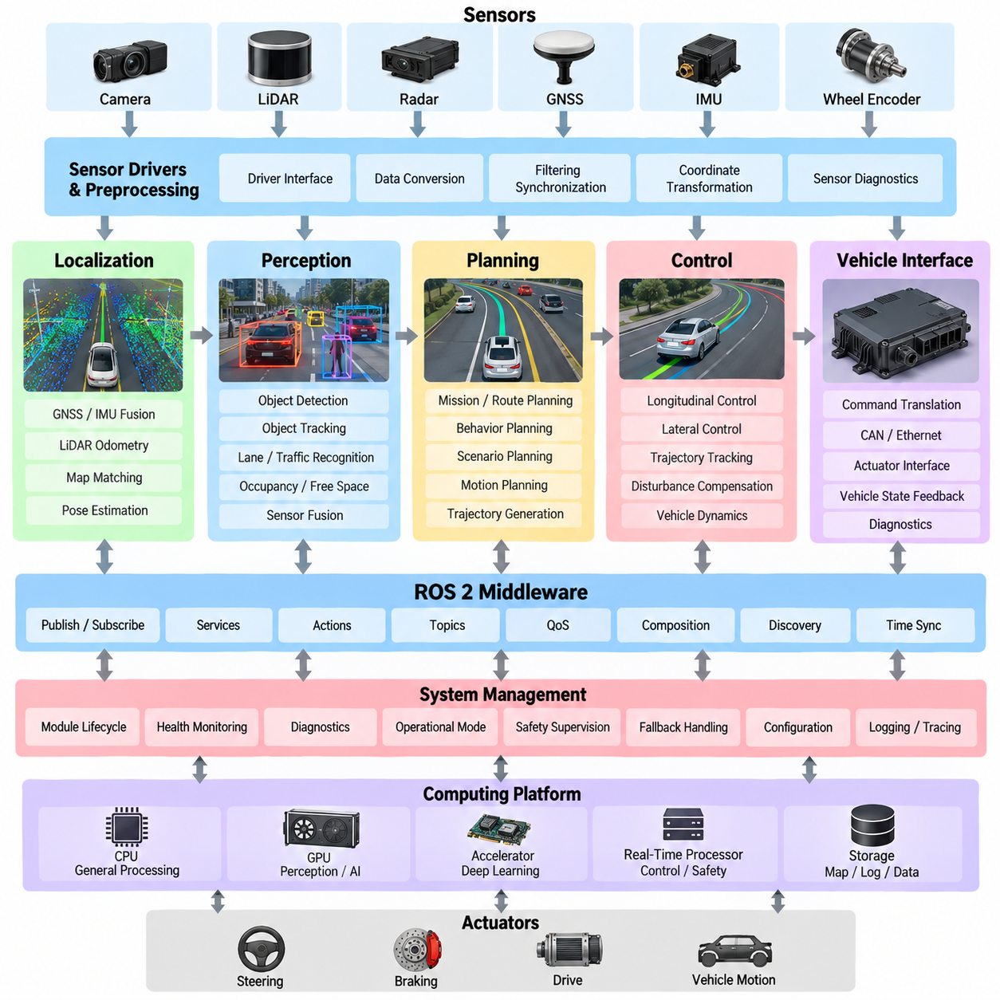 Sensors
Camera
LiDAR
Radar
GNSS
IMU
Wheel Encoder
Sensor Drivers
& Preprocessing
Driver Interface
Data Conversion
Filtering
Synchronization
Coordinate
Transformation
Sensor Diagnostics
Localization
GNSS / IMU Fusion
LiDAR Odometry
Map Matching
Pose Estimation
Perception
Object Detection
Object Tracking
Lane / Traffic Recognition
Occupancy / Free Space
Sensor Fusion
Planning
Mission / Route Planning
Behavior Planning
Scenario Planning
Motion Planning
Trajectory Generation
Control
Longitudinal Control
Lateral Control
Trajectory Tracking
Disturbance Compensation
Vehicle Dynamics
Vehicle Interface
Command Translation
CAN / Ethernet
Actuator Interface
Vehicle State Feedback
Diagnostics
ROS 2 Middleware
Publish / Subscribe
Services
Actions
Topics
QoS
Composition
Discovery
Time Sync
System Management
Module Lifecycle
Health Monitoring
Diagnostics
Operational Mode
Safety Supervision
Fallback Handling
Configuration
Logging / Tracing
Computing Platform
CPU
General Processing
GPU
Perception / AI
Accelerator
Deep Learning
Real-Time Processor
Control / Safety
Storage
Map / Log / Data
Actuators
Steering
Braking
Drive
Vehicle Motion